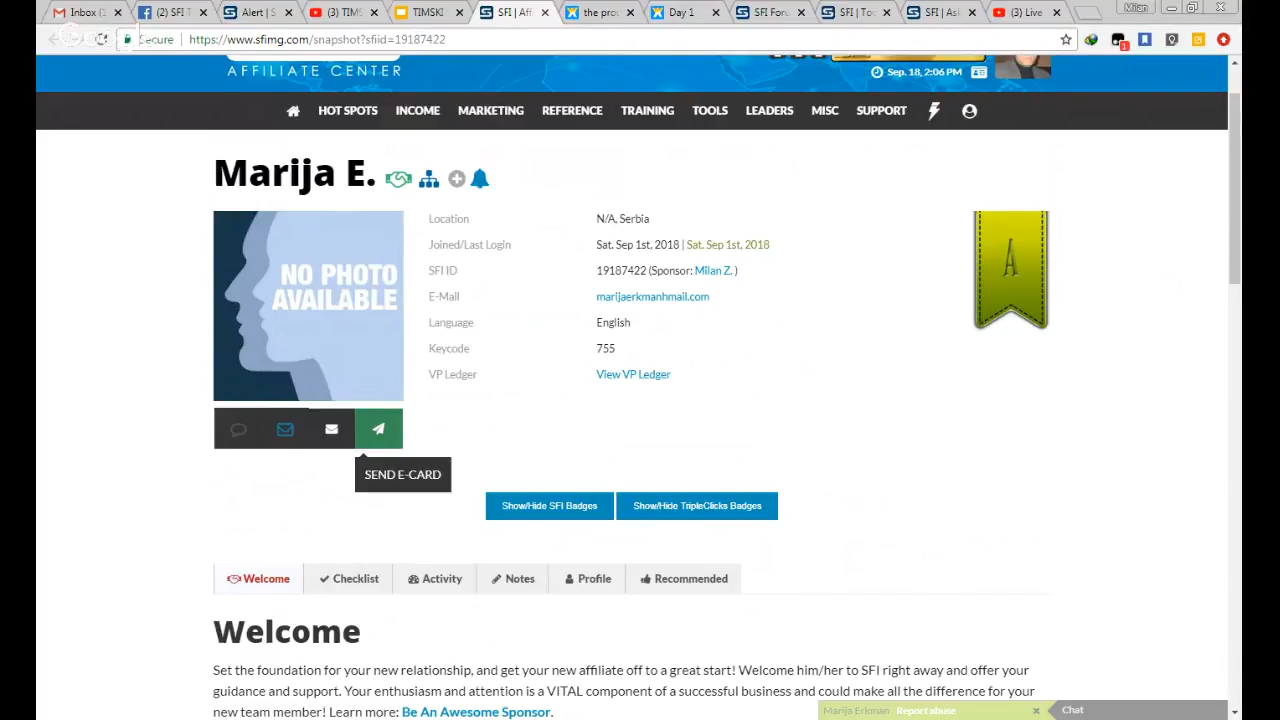 Inbox (1
(2) SFI T
Alert | S
(3) TIMS
TIMSKI
SFI | Aff
the pro
Day 1
SFI Foru
SFI | To
SFI | As
(3) Live
Milan
Secure
https://www.sfimg.com/snapshot?sfiid=19187422
1
AFFILIATE CENTER
Sep. 18, 2:06 PM
HOT SPOTS INCOME MARKETING REFERENCE TRAINING TOOLS LEADERS MISC SUPPORT
Marija E.
NO PHOTO
AVAILABLE
Location N/A, Serbia
Joined/Last Login Sat. Sep 1st, 2018 | Sat. Sep 1st, 2018
SFI ID 19187422 (Sponsor: Milan Z. )
E-Mail marijaerkmanhmail.com
Language English
Keycode 755
VP Ledger View VP Ledger
A
SEND E-CARD
Show/Hide SFI Badges Show/Hide TripleClicks Badges
Welcome Checklist Activity Notes Profile Recommended
Welcome
Set the foundation for your new relationship, and get your new affiliate off to a great start! Welcome him/her to SFI right away and offer your
guidance and support. Your enthusiasm and attention is a VITAL component of a successful business and could make all the difference for your
new team member! Learn more: Be An Awesome Sponsor.
Marija Erkman Report abuse
Chat